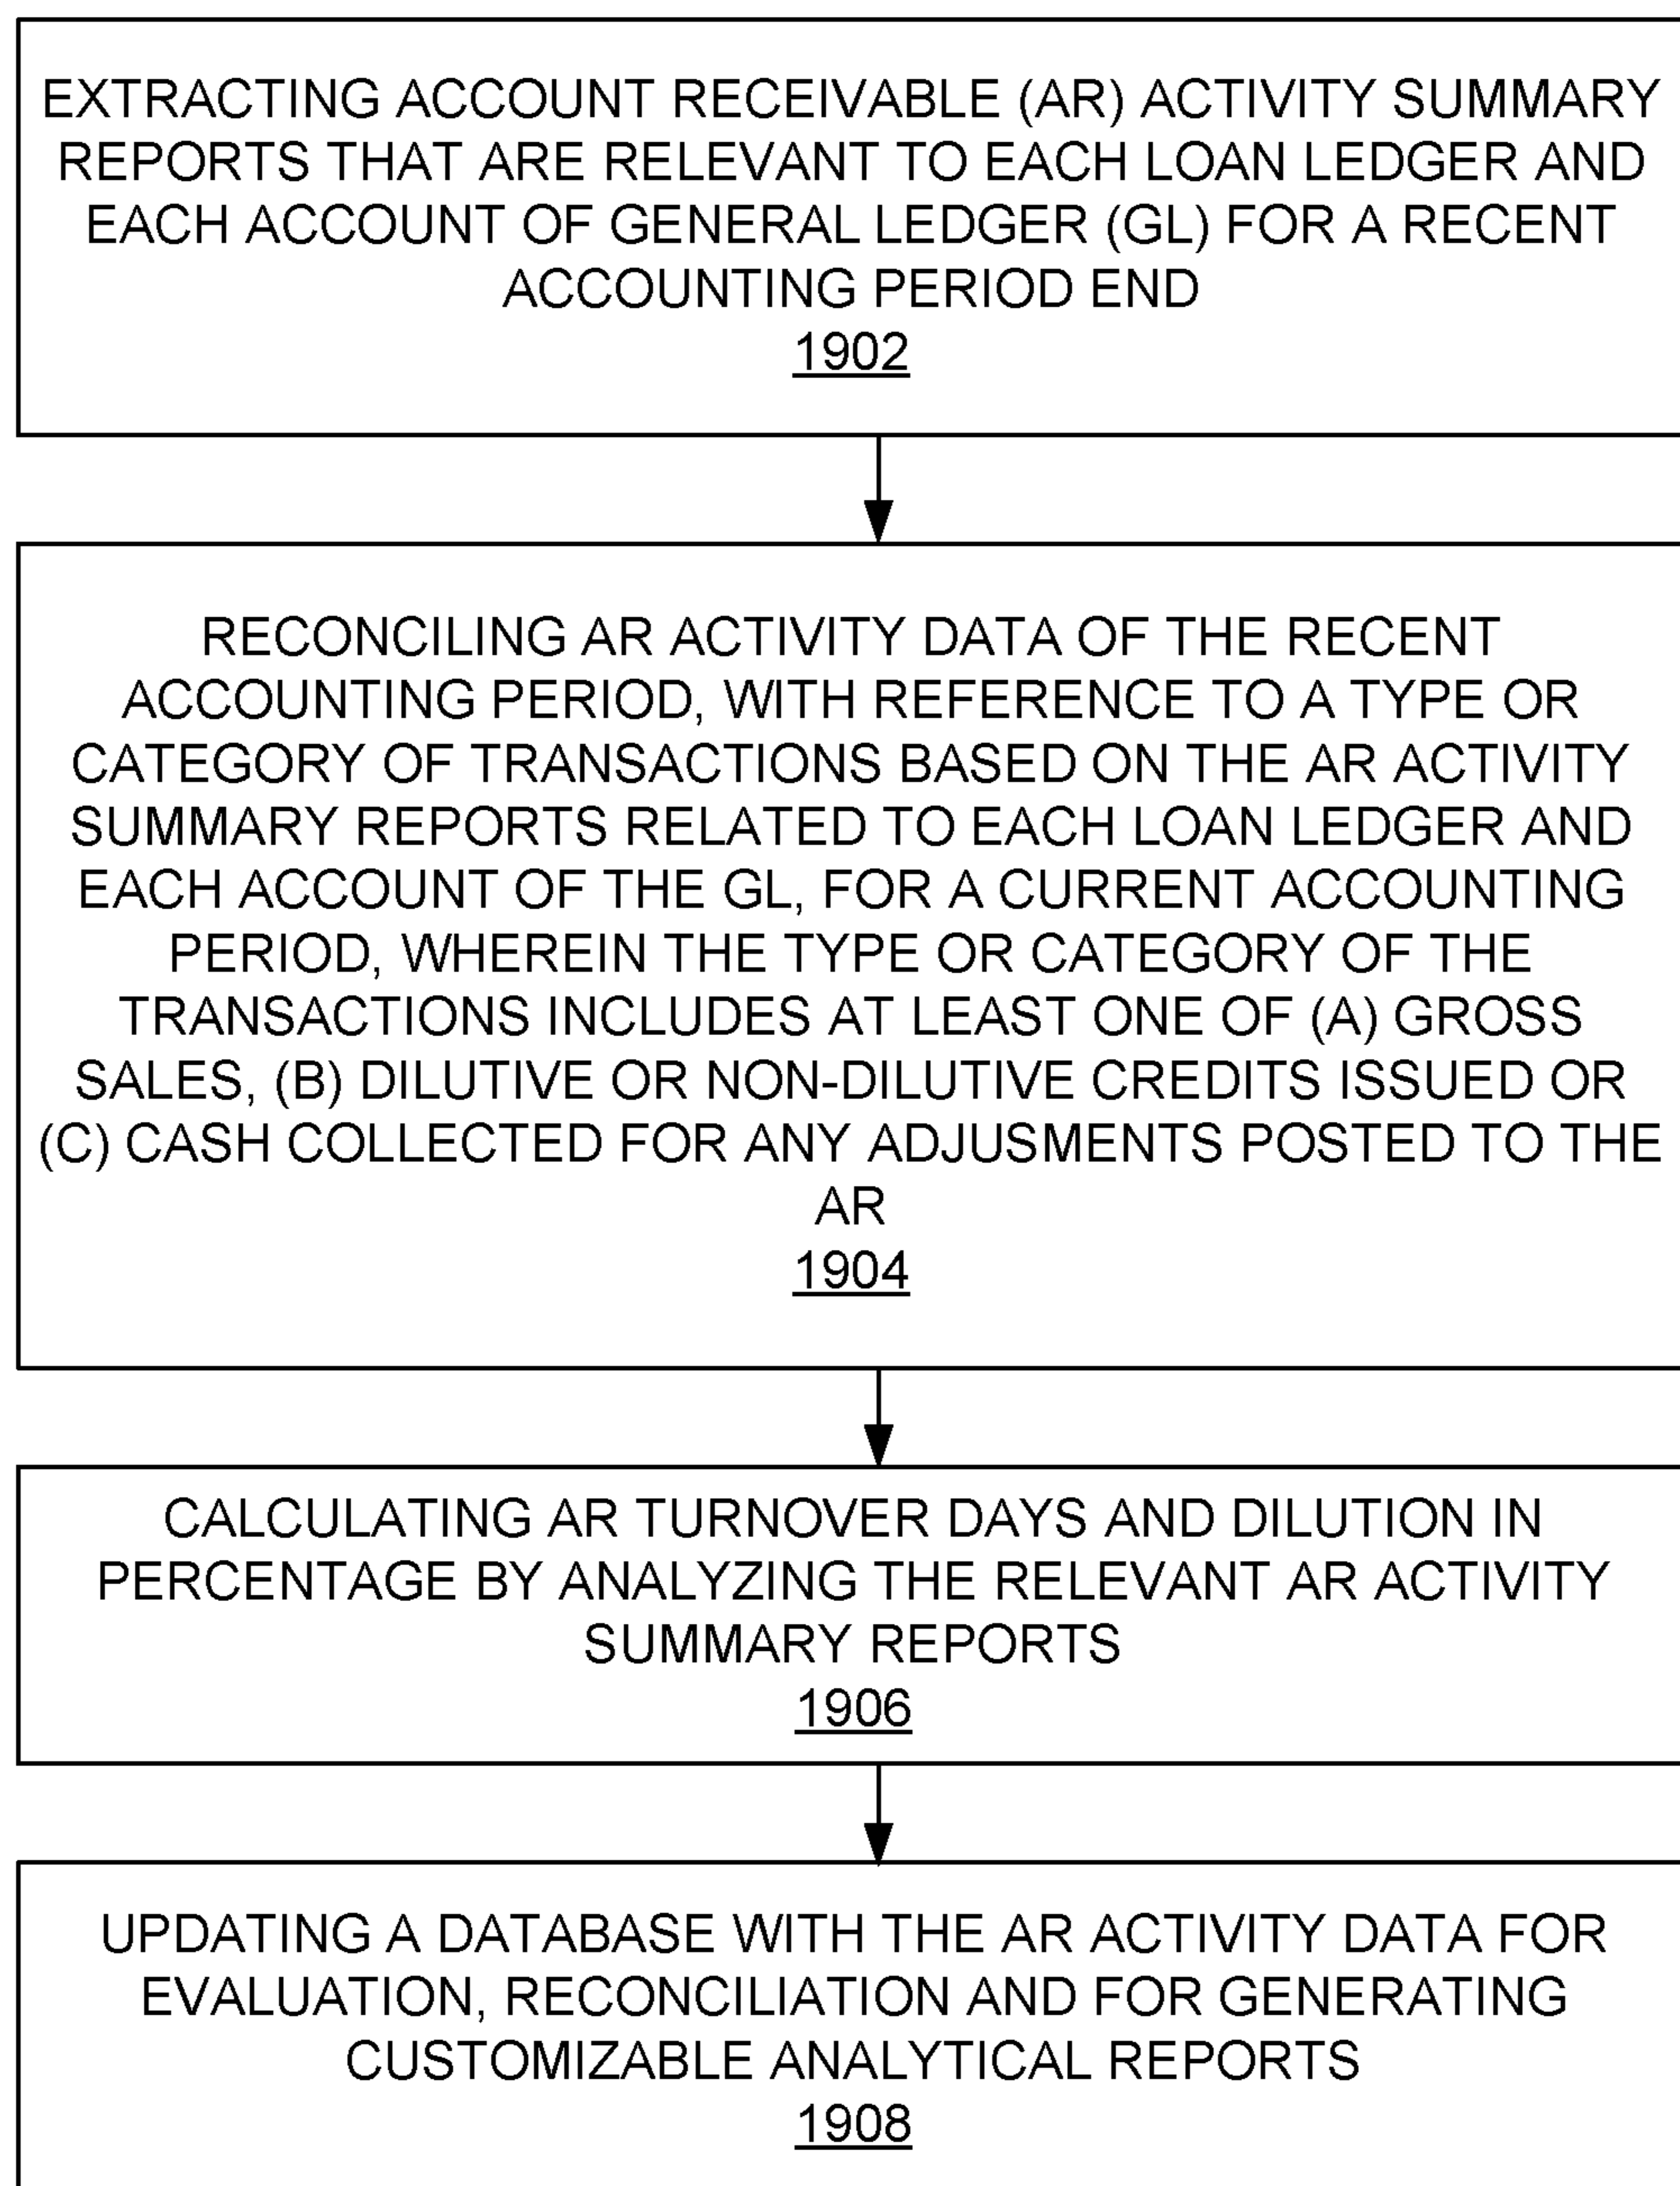 EXTRACTING ACCOUNT RECEIVABLE (AR) ACTIVITY SUMMARY
REPORTS THAT ARE RELEVANT TO EACH LOAN LEDGER AND
EACH ACCOUNT OF GENERAL LEDGER (GL) FOR A RECENT
ACCOUNTING PERIOD END
1902
RECONCILING AR ACTIVITY DATA OF THE RECENT
ACCOUNTING PERIOD, WITH REFERENCE TO A TYPE OR
CATEGORY OF TRANSACTIONS BASED ON THE AR ACTIVITY
SUMMARY REPORTS RELATED TO EACH LOAN LEDGER AND
EACH ACCOUNT OF THE GL, FOR A CURRENT ACCOUNTING
PERIOD, WHEREIN THE TYPE OR CATEGORY OF THE
TRANSACTIONS INCLUDES AT LEAST ONE OF (A) GROSS
SALES, (B) DILUTIVE OR NON-DILUTIVE CREDITS ISSUED OR
(C) CASH COLLECTED FOR ANY ADJUSMENTS POSTED TO THE
AR
1904
CALCULATING AR TURNOVER DAYS AND DILUTION IN
PERCENTAGE BY ANALYZING THE RELEVANT AR ACTIVITY
SUMMARY REPORTS
1906
UPDATING A DATABASE WITH THE AR ACTIVITY DATA FOR
EVALUATION, RECONCILIATION AND FOR GENERATING
CUSTOMIZABLE ANALYTICAL REPORTS
1908